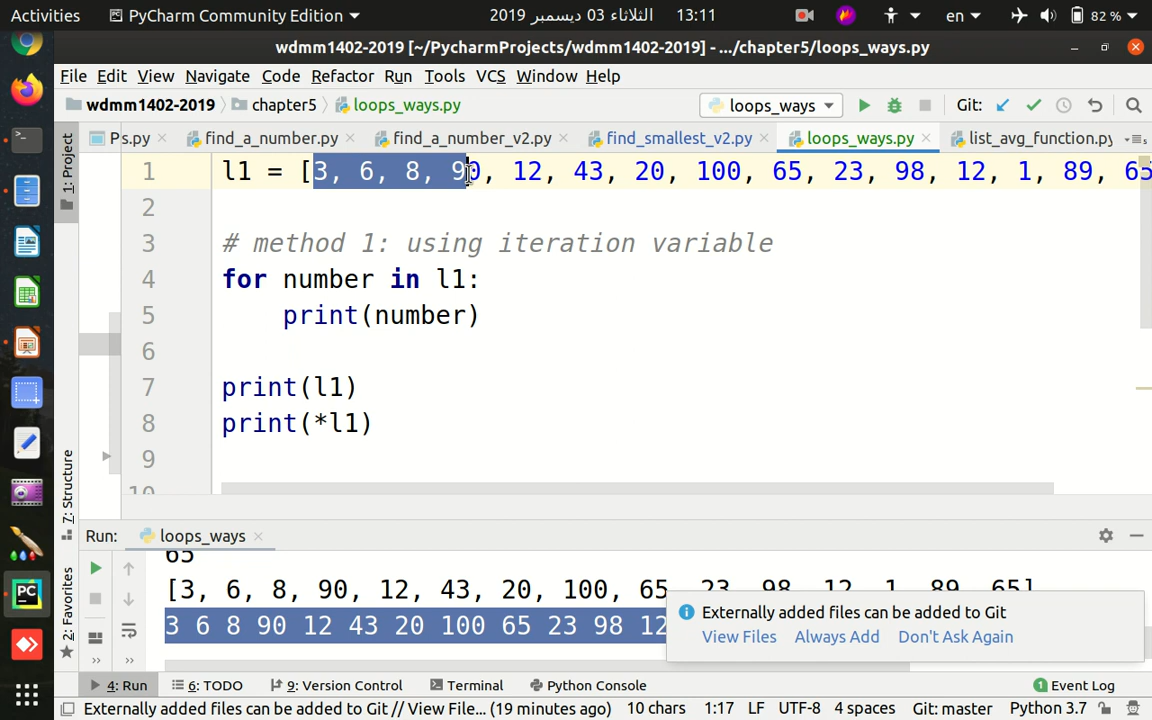 Activities PyCharm Community Edition الثلاثاء 03 ديسمبر 2019 13:11 en 82 %
wdmm1402-2019 [~/PycharmProjects/wdmm1402-2019] - .../chapter5/loops_ways.py
File Edit View Navigate Code Refactor Run Tools VCS Window Help
wdmm1402-2019 chapter5 loops_ways.py loops_ways Git:
Ps.py find_a_number.py find_a_number_v2.py find_smallest_v2.py loops_ways.py list_avg_function.py
1 l1 = [3, 6, 8, 90, 12, 43, 20, 100, 65, 23, 98, 12, 1, 89, 65
2
3 # method 1: using iteration variable
4 for number in l1:
5 print(number)
6
7 print(l1)
8 print(*l1)
9
10
1: Project
7: Structure
2: Favorites
Run: loops_ways
65
[3, 6, 8, 90, 12, 43, 20, 100, 65, 23, 98, 12, 1, 89, 65]
3 6 8 90 12 43 20 100 65 23 98 12
Externally added files can be added to Git
View Files Always Add Don't Ask Again
4: Run 6: TODO 9: Version Control Terminal Python Console 1 Event Log
Externally added files can be added to Git // View File... (19 minutes ago) 10 chars 1:17 LF UTF-8 4 spaces Git: master Python 3.7